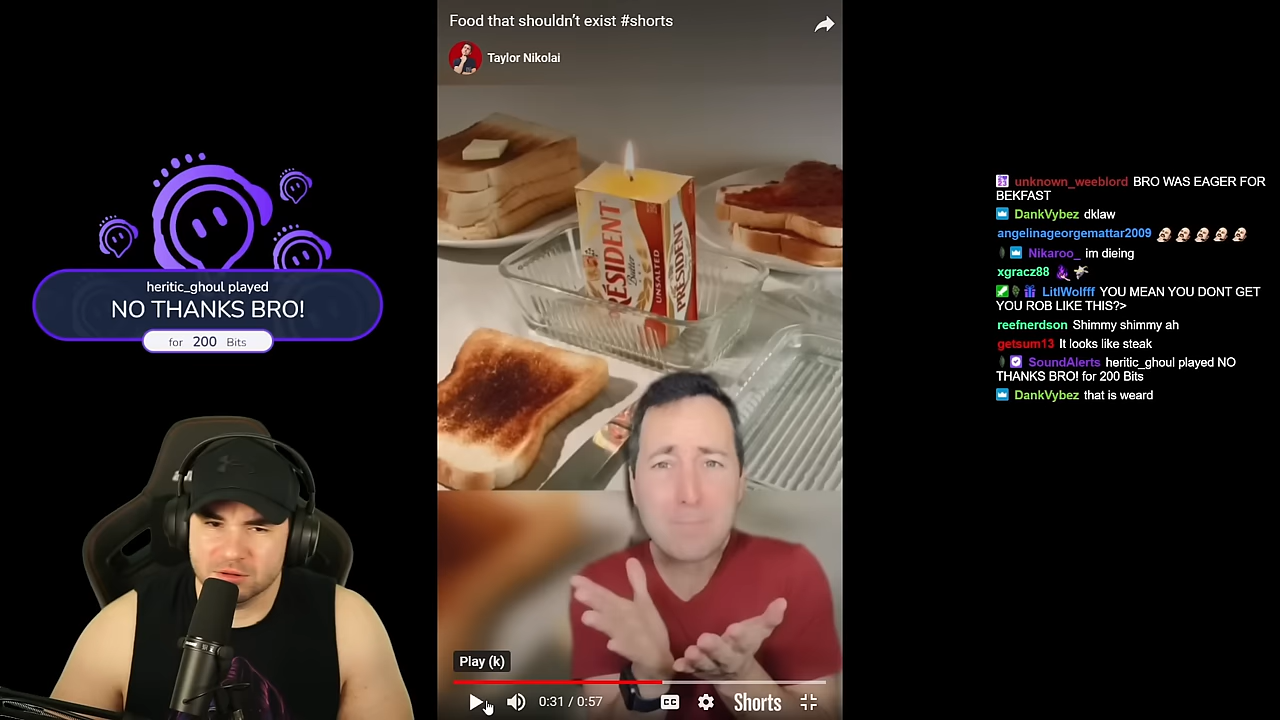 Food that shouldn't exist #shorts
Taylor Nikolai
PRÉSIDENT
Butter
UNSALTED
PRÉSIDENT
heritic_ghoul played
NO THANKS BRO!
for 200 Bits
Play (k)
0:31 / 0:57
CC
Shorts
unknown_weeblord BRO WAS EAGER FOR
BEKFAST
DankVybez dklaw
angelinageorgemattar2009
Nikaroo_ im dieing
xgracz88
LitlWolfff YOU MEAN YOU DONT GET
YOU ROB LIKE THIS?>
reefnerdson Shimmy shimmy ah
getsum13 It looks like steak
SoundAlerts heritic_ghoul played NO
THANKS BRO! for 200 Bits
DankVybez that is weard